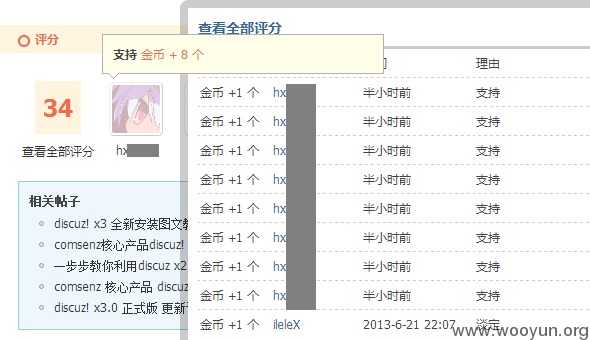 评分
34
查看全部评分
hx
支持 金币 + 8 个
相关帖子
discuz! x3 全新安装图文教
comsenz核心产品discuz!
一步步教你利用discuz x2
comsenz 核心产品 discuz
discuz! x3.0 正式版 更新
查看全部评分
理由
金币 +1 个 hx 半小时前 支持
金币 +1 个 hx 半小时前 支持
金币 +1 个 hx 半小时前 支持
金币 +1 个 hx 半小时前 支持
金币 +1 个 hx 半小时前 支持
金币 +1 个 hx 半小时前 支持
金币 +1 个 hx 半小时前 支持
金币 +1 个 hx 半小时前 支持
金币 +1 个 ileleX 2013-6-21 22:07 淡定
www.wooyun.org